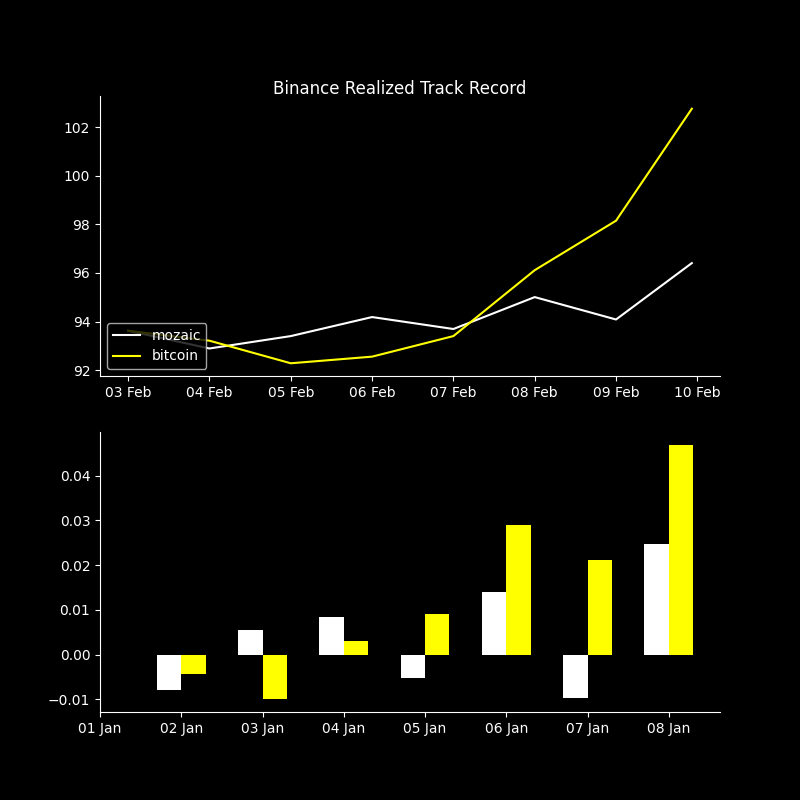 Binance Realized Track Record
102
100
98
96
94
92
mozaic
bitcoin
03 Feb 04 Feb 05 Feb 06 Feb 07 Feb 08 Feb 09 Feb 10 Feb
0.04
0.03
0.02
0.01
0.00
−0.01
01 Jan 02 Jan 03 Jan 04 Jan 05 Jan 06 Jan 07 Jan 08 Jan